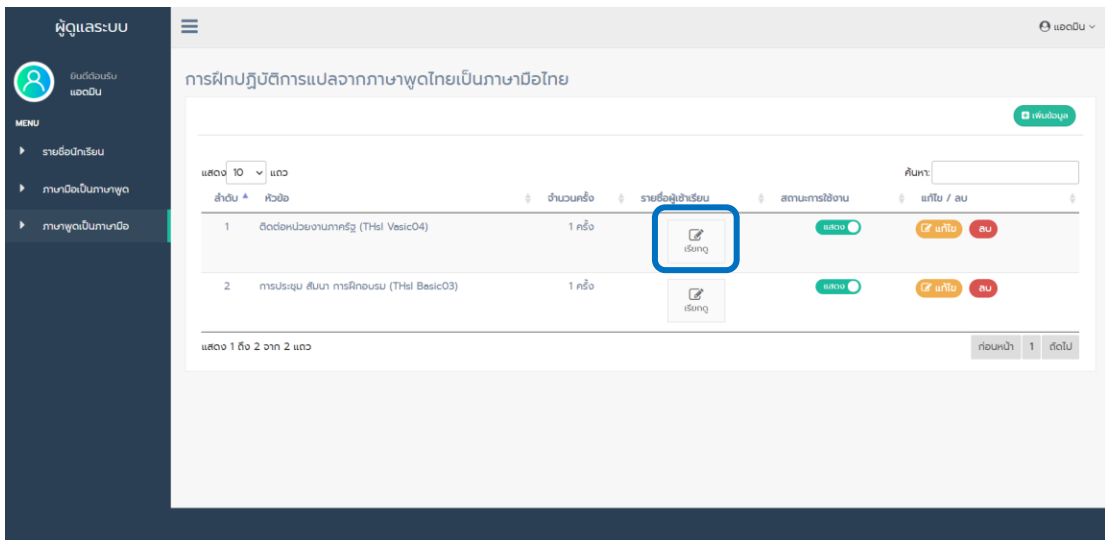 ผู้ดูแลระบบ
แอดมิน
ยินดีต้อนรับ
แอดมิน
MENU
รายชื่อนักเรียน
ภาษามือเป็นภาษาพูด
ภาษาพูดเป็นภาษามือ
การฝึกปฏิบัติการแปลจากภาษาพูดไทยเป็นภาษามือไทย
เพิ่มข้อมูล
แสดง 10 แถว ค้นหา:
ลำดับ หัวข้อ จำนวนครั้ง รายชื่อผู้เข้าเรียน สถานะการใช้งาน แก้ไข / ลบ
1 ติดต่อหน่วยงานภาครัฐ (THsl Vasic04) 1 ครั้ง เรียกดู แสดง แก้ไข ลบ
2 การประชุม สัมนา การฝึกอบรม (THsl Basic03) 1 ครั้ง เรียกดู แสดง แก้ไข ลบ
แสดง 1 ถึง 2 จาก 2 แถว ก่อนหน้า 1 ถัดไป